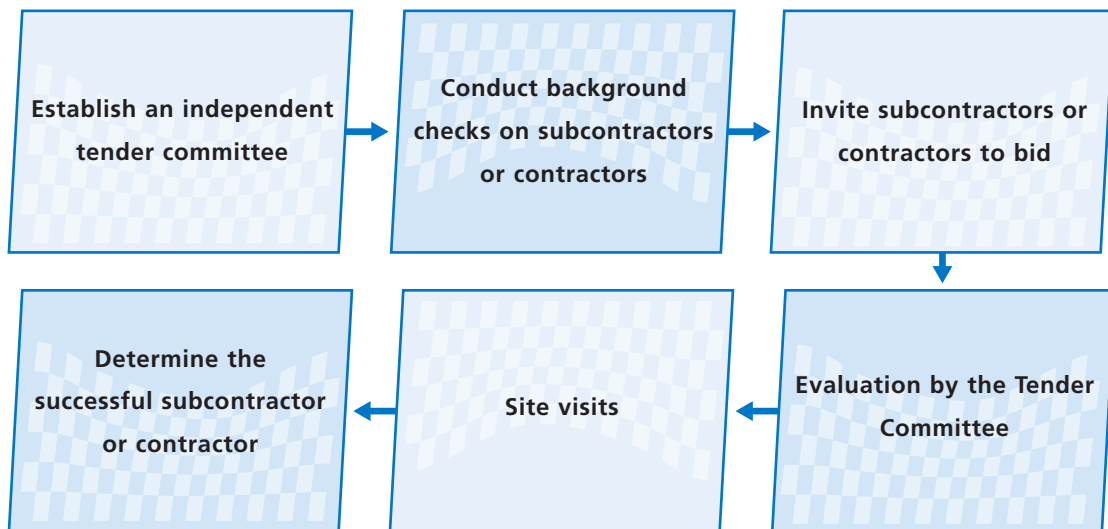 Establish an independent
tender committee
Conduct background
checks on subcontractors
or contractors
Invite subcontractors or
contractors to bid
Evaluation by the Tender
Committee
Site visits
Determine the
successful subcontractor
or contractor